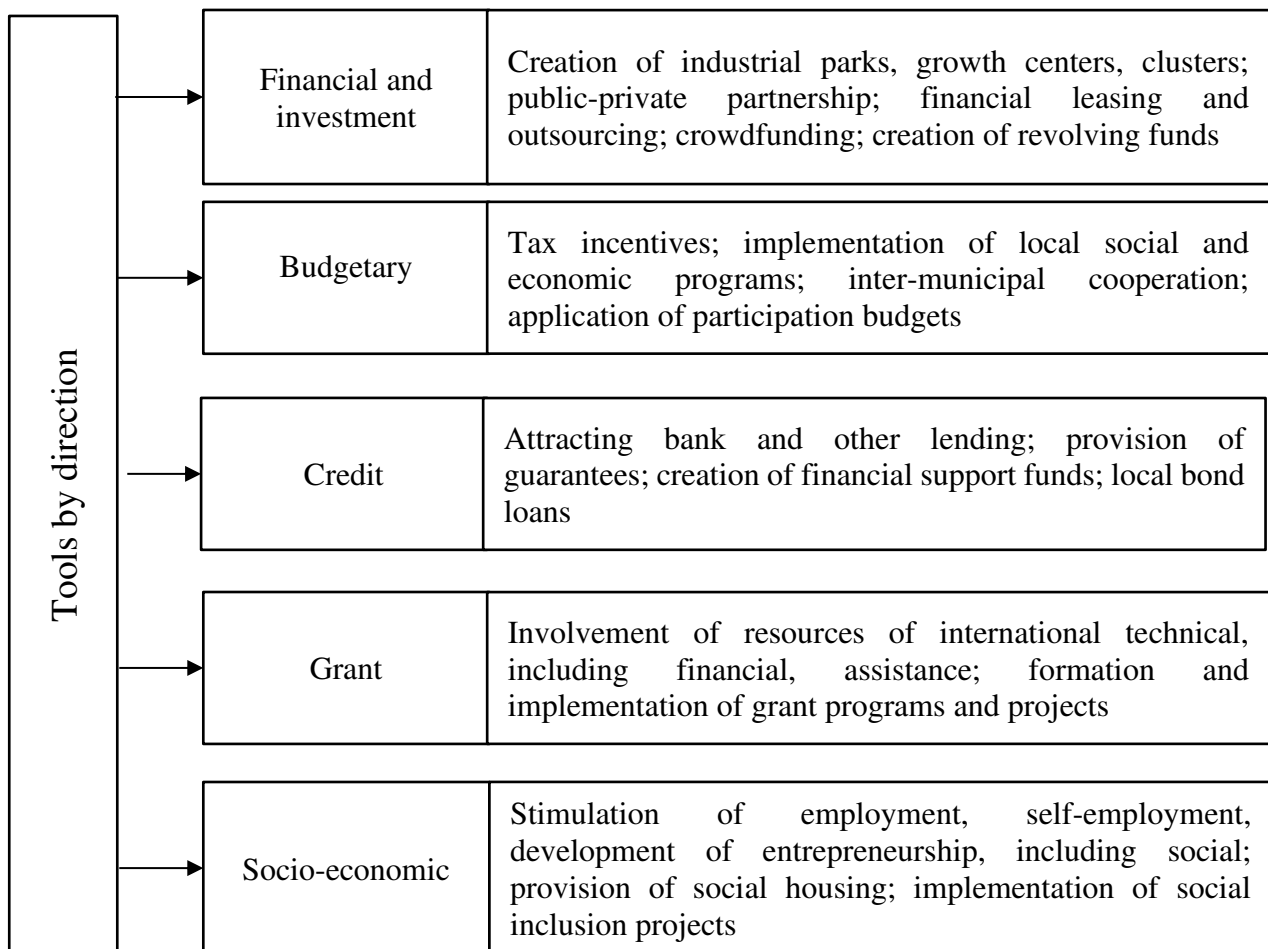 Tools by direction
Financial and
investment
Creation of industrial parks, growth centers, clusters;
public-private partnership; financial leasing and
outsourcing; crowdfunding; creation of revolving funds
Budgetary
Tax incentives; implementation of local social and
economic programs; inter-municipal cooperation;
application of participation budgets
Credit
Attracting bank and other lending; provision of
guarantees; creation of financial support funds; local bond
loans
Grant
Involvement of resources of international technical,
including financial, assistance; formation and
implementation of grant programs and projects
Socio-economic
Stimulation of employment, self-employment,
development of entrepreneurship, including social;
provision of social housing; implementation of social
inclusion projects